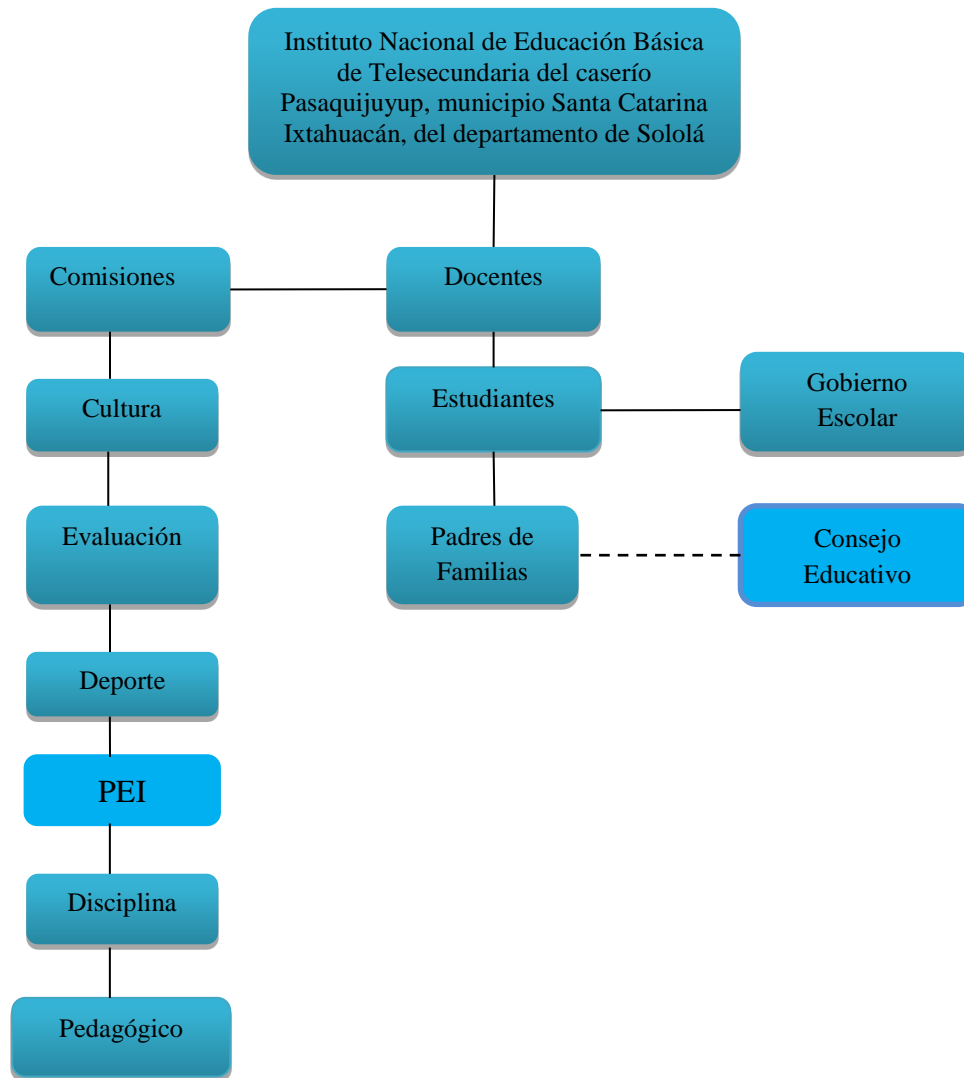 Instituto Nacional de Educación Básica
de Telesecundaria del caserío
Pasaquijuyup, municipio Santa Catarina
Ixtahuacán, del departamento de Sololá
Comisiones
Docentes
Cultura
Estudiantes
Gobierno
Escolar
Evaluación
Padres de
Familias
Consejo
Educativo
Deporte
PEI
Disciplina
Pedagógico